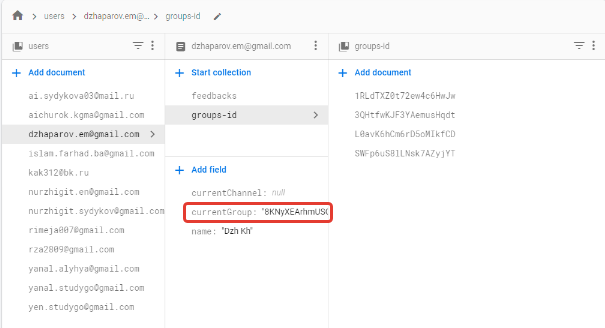 users
dzhaparov.em@...
groups-id
users
dzhaparov.em@gmail.com
groups-id
Add document
ai.sydykova03@mail.ru
aichurok.kgma@gmail.com
dzhaparov.em@gmail.com
islam.farhad.ba@gmail.com
kak312@bk.ru
nurzhigit.en@gmail.com
nurzhigit.sydykov@gmail.com
rimeja007@gmail.com
rza2809@gmail.com
yanal.alyhya@gmail.com
yanal.studygo@gmail.com
yen.studygo@gmail.com
Start collection
feedbacks
groups-id
Add field
currentChannel: null
currentGroup: "8KNyXEArhmUSG
name: "Dzh Kh"
Add document
1RLdTXZ0t72ew4c6HwJw
3QHtfwKJF3YAemusHqdt
L0avK6hCm6rD5oMIkfCD
SWFp6uS8lLNsk7AZyjYT